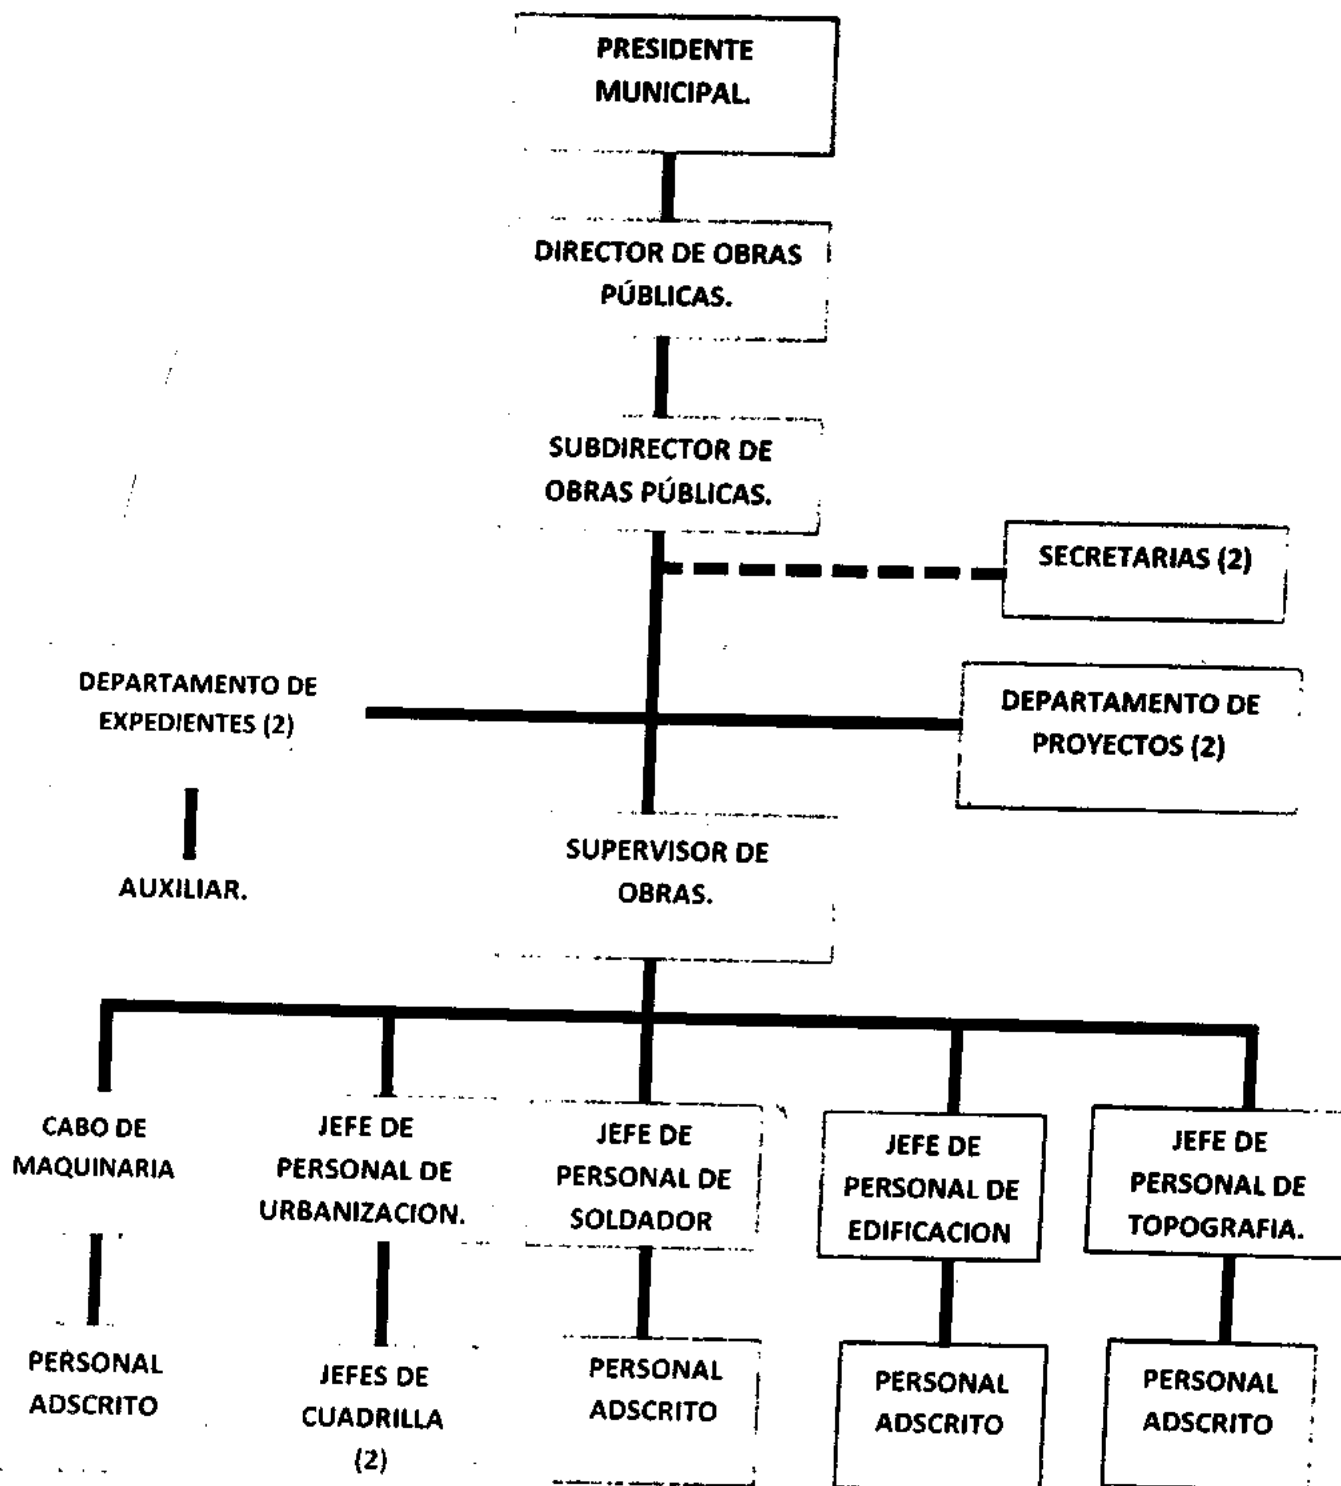 PRESIDENTE
MUNICIPAL.
DIRECTOR DE OBRAS
PÚBLICAS.
SUBDIRECTOR DE
OBRAS PÚBLICAS.
SECRETARIAS (2)
DEPARTAMENTO DE
EXPEDIENTES (2)
DEPARTAMENTO DE
PROYECTOS (2)
AUXILIAR.
SUPERVISOR DE
OBRAS.
CABO DE
MAQUINARIA
JEFE DE
PERSONAL DE
URBANIZACION.
JEFE DE
PERSONAL DE
SOLDADOR
JEFE DE
PERSONAL DE
EDIFICACION
JEFE DE
PERSONAL DE
TOPOGRAFIA.
PERSONAL
ADSCRITO
JEFES DE
CUADRILLA
(2)
PERSONAL
ADSCRITO
PERSONAL
ADSCRITO
PERSONAL
ADSCRITO